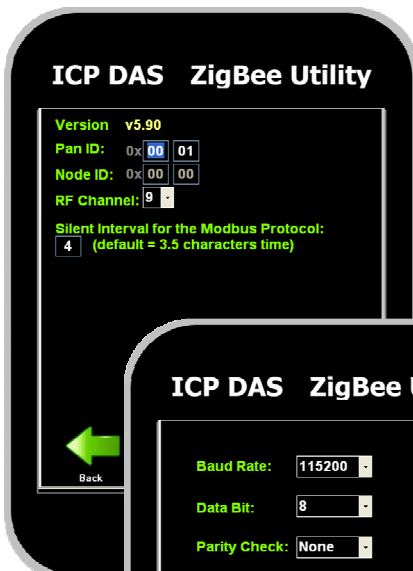 ICP DAS ZigBee Utility
Version v5.90
Pan ID: 0x 00 01
Node ID: 0x 00 00
RF Channel: 9
Silent Interval for the Modbus Protocol:
4 (default = 3.5 characters time)
Back
ICP DAS ZigBee
Baud Rate: 115200
Data Bit: 8
Parity Check: None